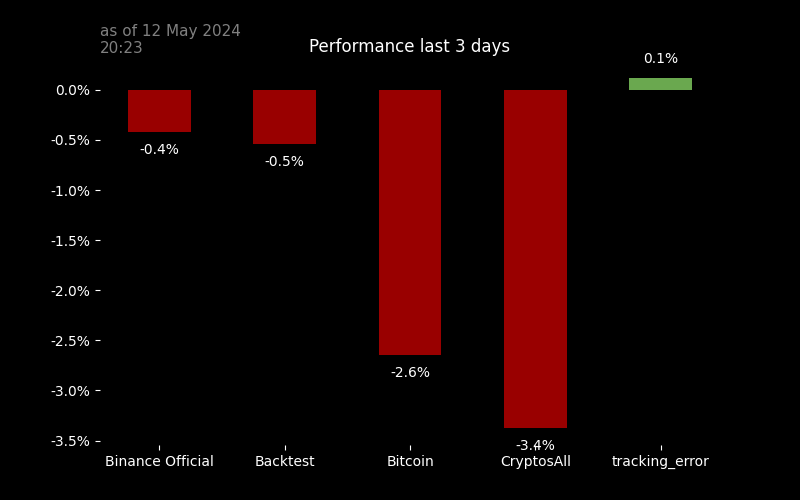 as of 12 May 2024
20:23
Performance last 3 days
0.1%
0.0%
-0.5%
-1.0%
-1.5%
-2.0%
-2.5%
-3.0%
-3.5%
-0.4%
-0.5%
-2.6%
-3.4%
Binance Official
Backtest
Bitcoin
CryptosAll
tracking_error